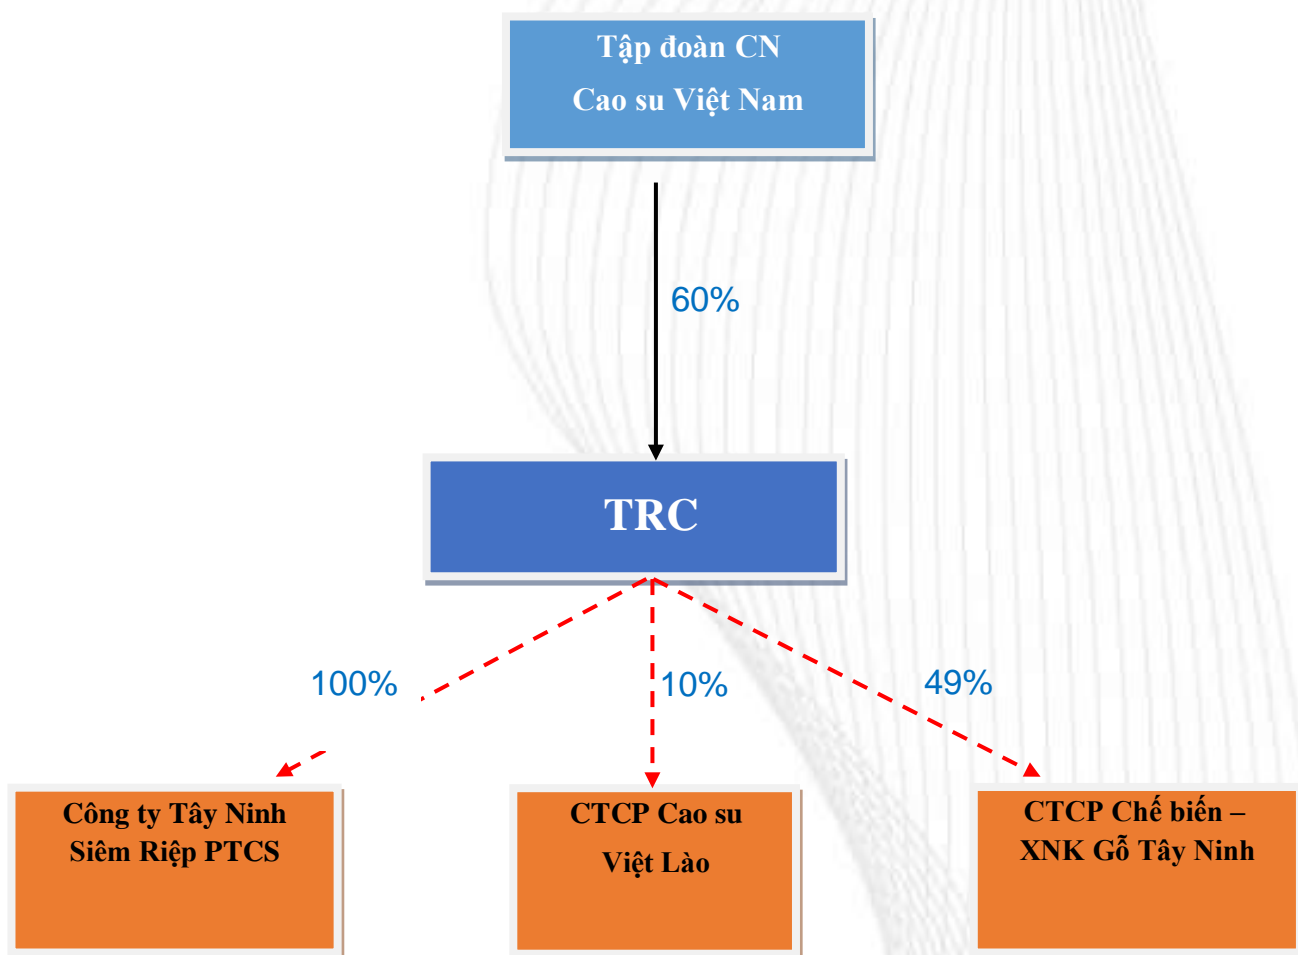 Tập đoàn CN
Cao su Việt Nam
60%
TRC
100%
10%
49%
Công ty Tây Ninh
Siêm Riệp PTCS
CTCP Cao su
Việt Lào
CTCP Chế biến –
XNK Gỗ Tây Ninh